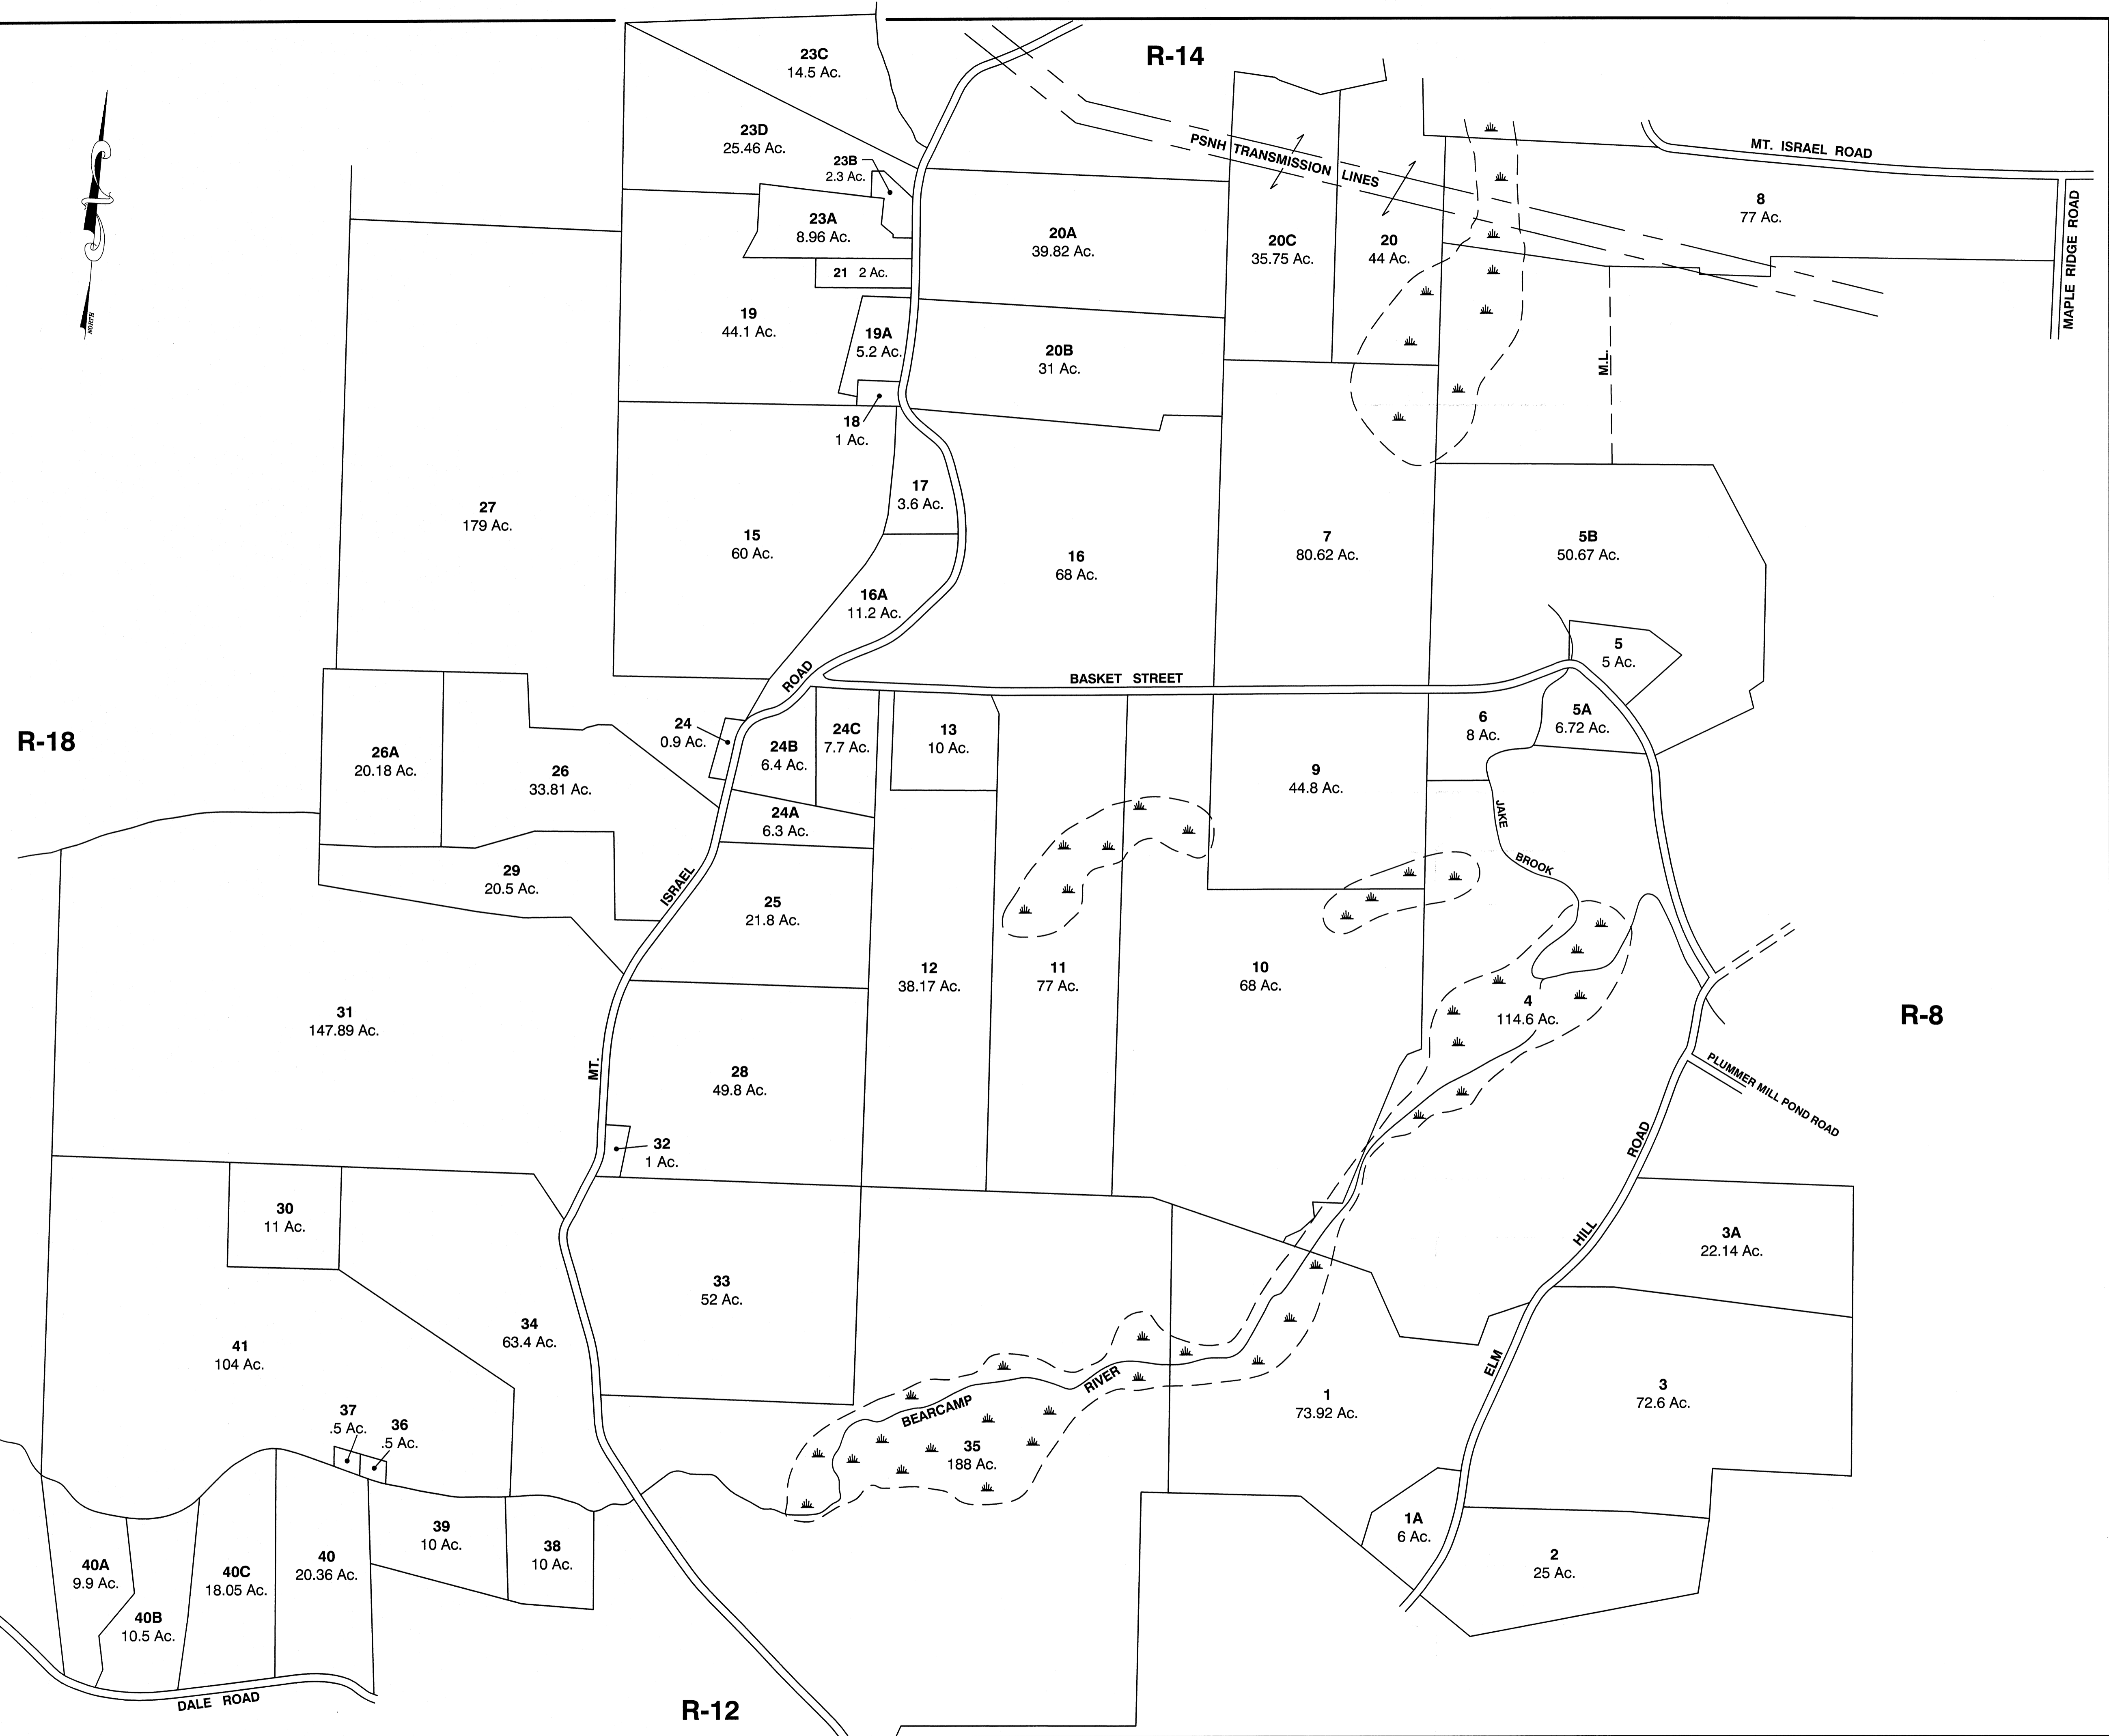 R-14
23C
14.5 Ac.
23D
25.46 Ac.
23B
2.3 Ac.
PSNH TRANSMISSION LINES
MT. ISRAEL ROAD
MAPLE RIDGE ROAD
8
77 Ac.
NORTH
23A
8.96 Ac.
20A
39.82 Ac.
20C
35.75 Ac.
20
44 Ac.
21 2 Ac.
19
44.1 Ac.
19A
5.2 Ac.
20B
31 Ac.
M.L.
18
1 Ac.
27
179 Ac.
17
3.6 Ac.
15
60 Ac.
16
68 Ac.
7
80.62 Ac.
5B
50.67 Ac.
16A
11.2 Ac.
5
5 Ac.
BASKET STREET
R-18
26A
20.18 Ac.
26
33.81 Ac.
24
0.9 Ac.
24B
6.4 Ac.
24C
7.7 Ac.
13
10 Ac.
9
44.8 Ac.
6
8 Ac.
5A
6.72 Ac.
24A
6.3 Ac.
JAKE BROOK
29
20.5 Ac.
MT. ISRAEL ROAD
25
21.8 Ac.
12
38.17 Ac.
11
77 Ac.
10
68 Ac.
4
114.6 Ac.
R-8
31
147.89 Ac.
28
49.8 Ac.
PLUMMER MILL POND ROAD
32
1 Ac.
30
11 Ac.
ELM HILL ROAD
3A
22.14 Ac.
33
52 Ac.
34
63.4 Ac.
41
104 Ac.
BEARCAMP RIVER
1
73.92 Ac.
3
72.6 Ac.
37
.5 Ac.
36
.5 Ac.
35
188 Ac.
1A
6 Ac.
2
25 Ac.
40A
9.9 Ac.
40B
10.5 Ac.
40C
18.05 Ac.
40
20.36 Ac.
39
10 Ac.
38
10 Ac.
DALE ROAD
R-12